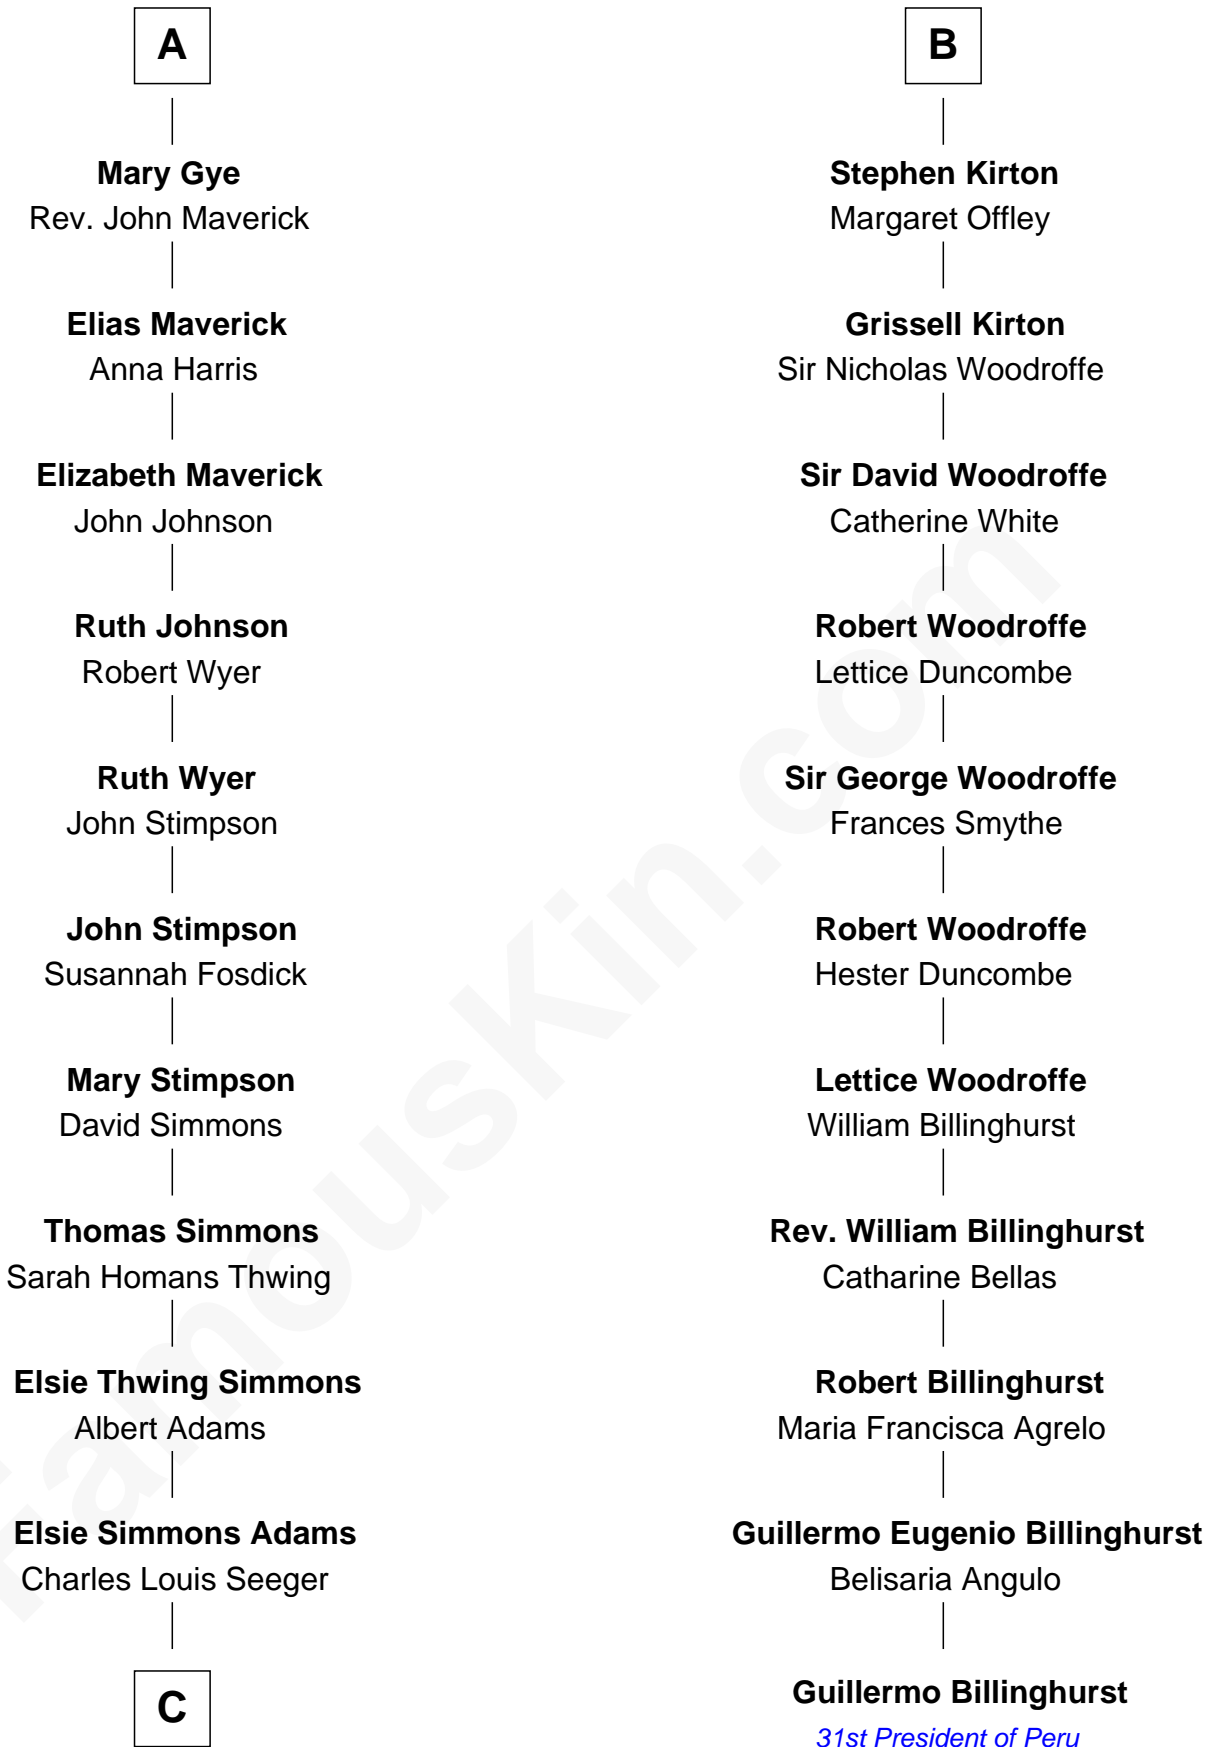 A
Mary Gye
Rev. John Maverick
Elias Maverick
Anna Harris
Elizabeth Maverick
John Johnson
Ruth Johnson
Robert Wyer
Ruth Wyer
John Stimpson
John Stimpson
Susannah Fosdick
Mary Stimpson
David Simmons
Thomas Simmons
Sarah Homans Thwing
Elsie Thwing Simmons
Albert Adams
Elsie Simmons Adams
Charles Louis Seeger
C
B
Stephen Kirton
Margaret Offley
Grissell Kirton
Sir Nicholas Woodroffe
Sir David Woodroffe
Catherine White
Robert Woodroffe
Lettice Duncombe
Sir George Woodroffe
Frances Smythe
Robert Woodroffe
Hester Duncombe
Lettice Woodroffe
William Billinghurst
Rev. William Billinghurst
Catharine Bellas
Robert Billinghurst
Maria Francisca Agrelo
Guillermo Eugenio Billinghurst
Belisaria Angulo
Guillermo Billinghurst
31st President of Peru
FamousKin.com